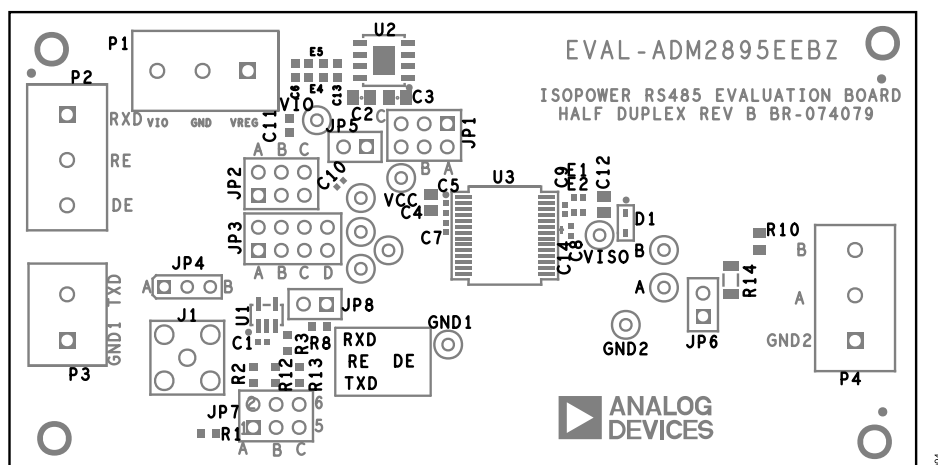 P1
U2
EVAL-ADM2895EEBZ
P2
E5
E4
C6
C13
C2
C3
ISOPOWER RS485 EVALUATION BOARD
HALF DUPLEX REV B BR-074079
RXD
VIO
GND
VREG
VIO
C11
JP5
C
JP1
B
A
A
B
C
RE
JP2
C10
VCC
C5
C4
C7
U3
C9
E1
E2
C12
DE
JP3
A
B
C
D
C14
C8
VISO
D1
B
A
R10
R14
B
A
GND2
TXD
GND1
P3
JP4
A
B
J1
U1
C1
JP8
R8
R3
GND1
RXD
RE DE
TXD
GND2
JP6
P4
R2
R12
R13
JP7
2
6
1
5
R1
A
B
C
ANALOG
DEVICES